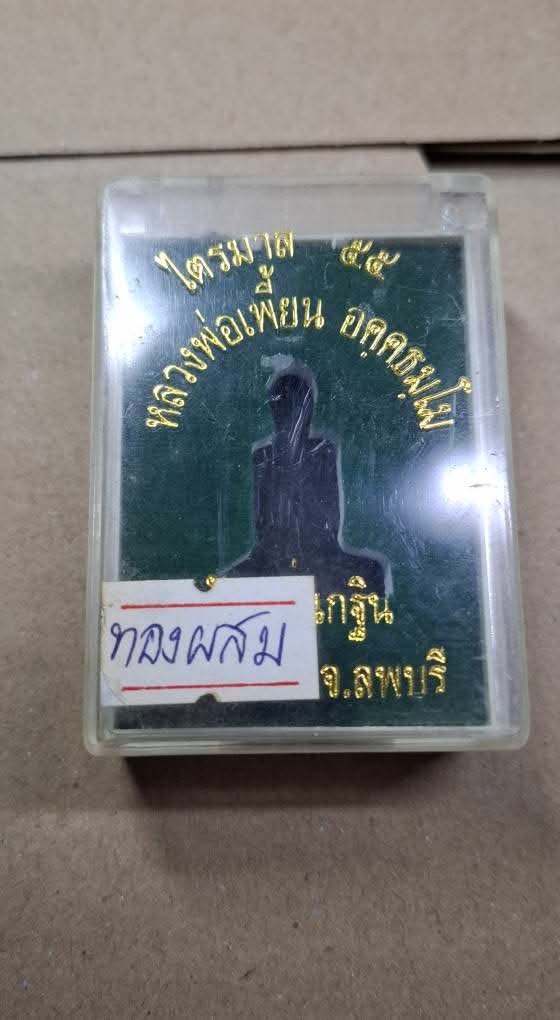 ไตรมาส ๕๕
หลวงพ่อเพี้ยน อคฺคธมฺโม
เกฐิน
จ.ลพบุรี
ทองผสม